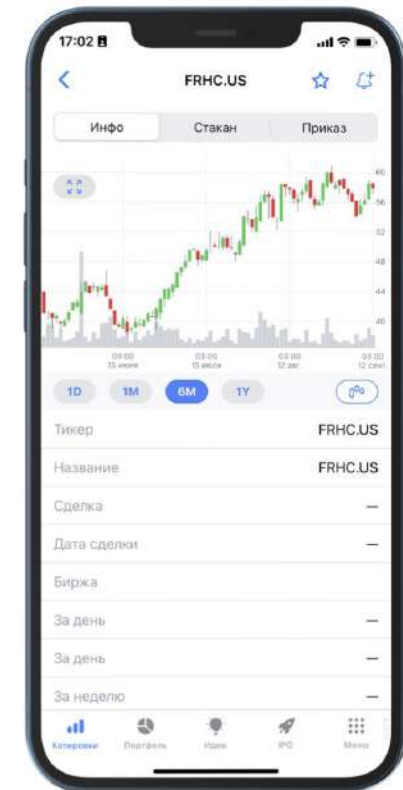 17:02
FRHC.US
Инфо Стакан Приказ
60
56
52
48
44
40
03:00 03:00 03:00 03:00
15 июня 15 июля 12 авг. 12 сент.
1D 1M 6M 1Y
Тикер FRHC.US
Название FRHC.US
Сделка —
Дата сделки —
Биржа
За день —
За день —
За неделю —
Котировки Портфель Идеи IPO Меню